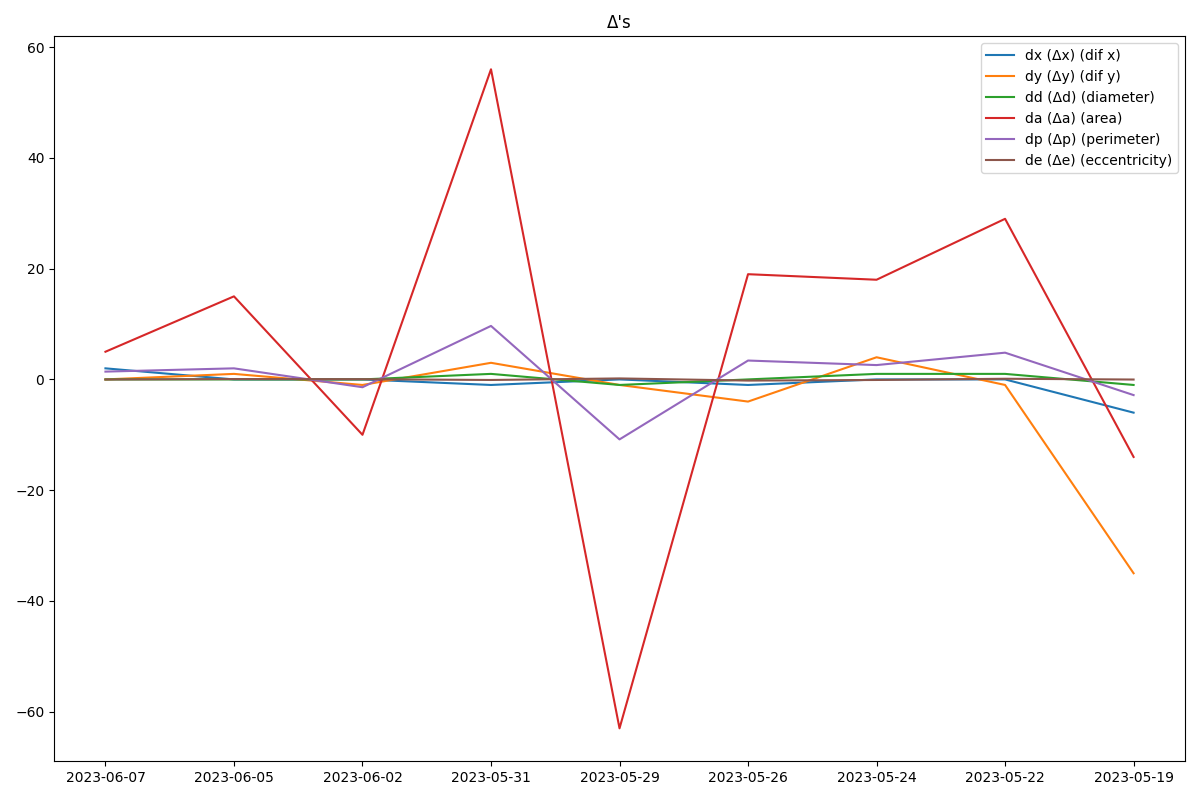 Δ's
60
40
20
0
−20
−40
−60
dx (Δx) (dif x)
dy (Δy) (dif y)
dd (Δd) (diameter)
da (Δa) (area)
dp (Δp) (perimeter)
de (Δe) (eccentricity)
2023-06-07 2023-06-05 2023-06-02 2023-05-31 2023-05-29 2023-05-26 2023-05-24 2023-05-22 2023-05-19